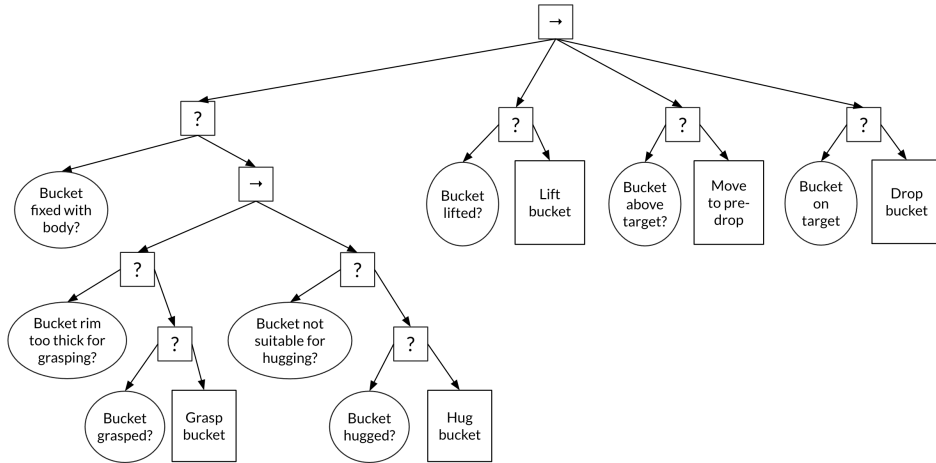 →
?
?
?
?
Bucket
fixed with
body?
→
Bucket
lifted?
Lift
bucket
Bucket
above
target?
Move
to pre-
drop
Bucket
on
target
Drop
bucket
?
?
Bucket rim
too thick for
grasping?
?
Bucket not
suitable for
hugging?
?
Bucket
grasped?
Grasp
bucket
Bucket
hugged?
Hug
bucket